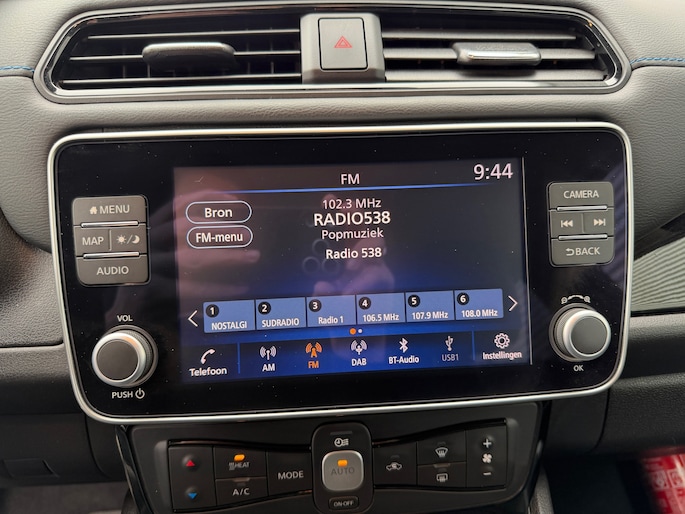 FM
9:44
102.3 MHz
Bron
RADIO538
Popmuziek
FM-menu
Radio 538
1 2 3 4 5 6
NOSTALGI SUDRADIO Radio 1 106.5 MHz 107.9 MHz 108.0 MHz
Telefoon AM FM DAB BT-Audio USB1 Instellingen
MENU
MAP
AUDIO
VOL
PUSH
CAMERA
BACK
OK
HEAT
A/C
MODE
AUTO
ON·OFF